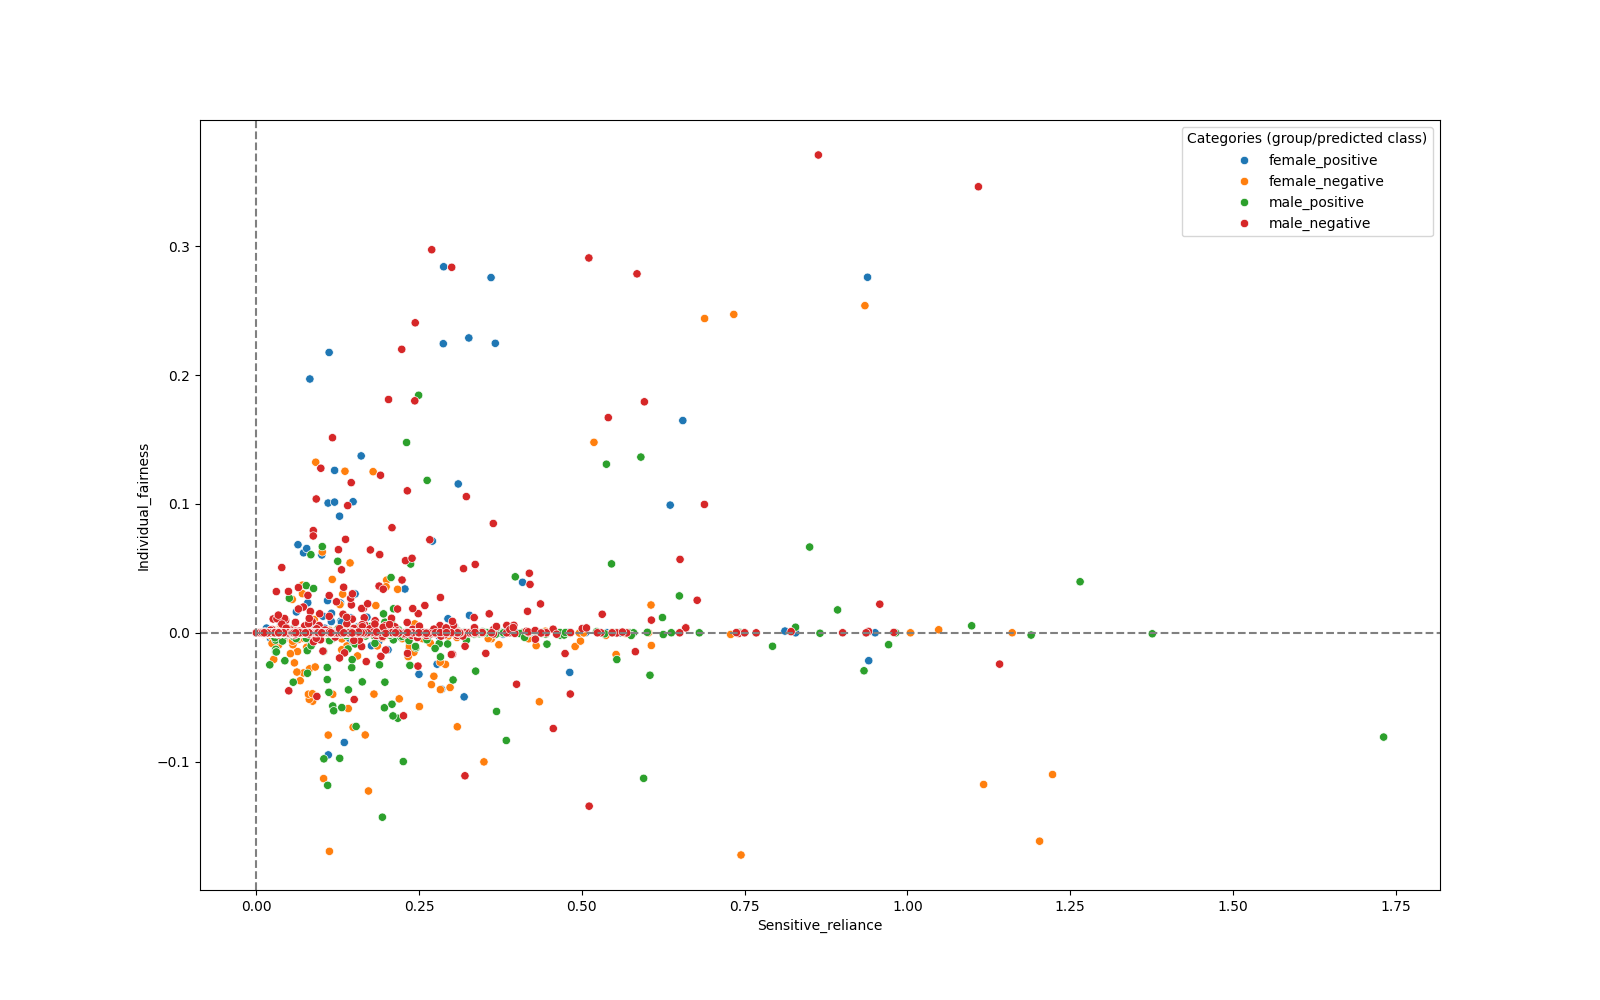 Categories (group/predicted class)
female_positive
female_negative
male_positive
male_negative
Individual_fairness
0.3
0.2
0.1
0.0
−0.1
0.00 0.25 0.50 0.75 1.00 1.25 1.50 1.75
Sensitive_reliance